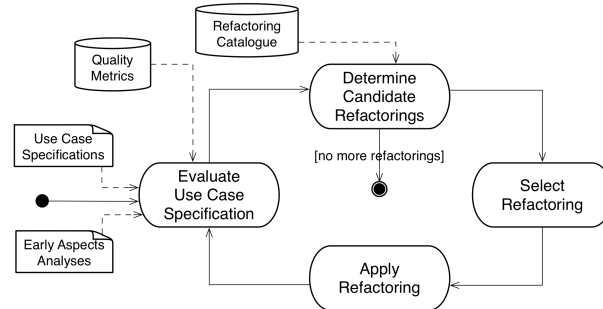 Refactoring
Catalogue
Quality
Metrics
Determine
Candidate
Refactorings
Use Case
Specifications
[no more refactorings]
Evaluate
Use Case
Specification
Select
Refactoring
Early Aspects
Analyses
Apply
Refactoring